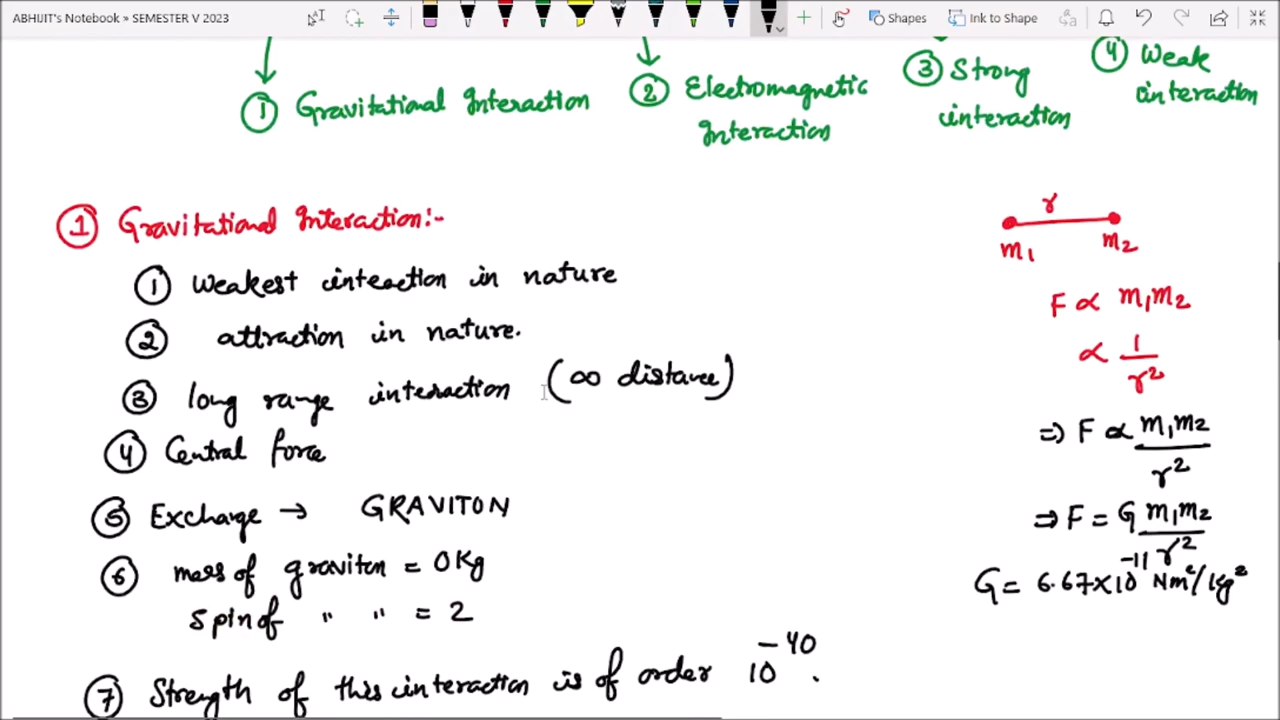 ABHIJIT's Notebook » SEMESTER V 2023
Shapes
Ink to Shape
① Gravitational Interaction
② Electromagnetic
Interaction
③ Strong
interaction
④ Weak
interaction
① Gravitational Interaction:-
① Weakest inteaction in nature
② attraction in nature.
③ long range interaction (∞ distance)
④ Central force
⑤ Exchange → GRAVITON
⑥ mass of graviton = 0 Kg
spin of " " = 2
⑦ Strength of this interaction is of order 10⁻⁴⁰.
r
m₁ m₂
F ∝ m₁m₂
∝ 1/r²
⇒ F ∝ m₁m₂/r²
⇒ F = G m₁m₂/r²
G = 6.67×10⁻¹¹ Nm²/Kg²